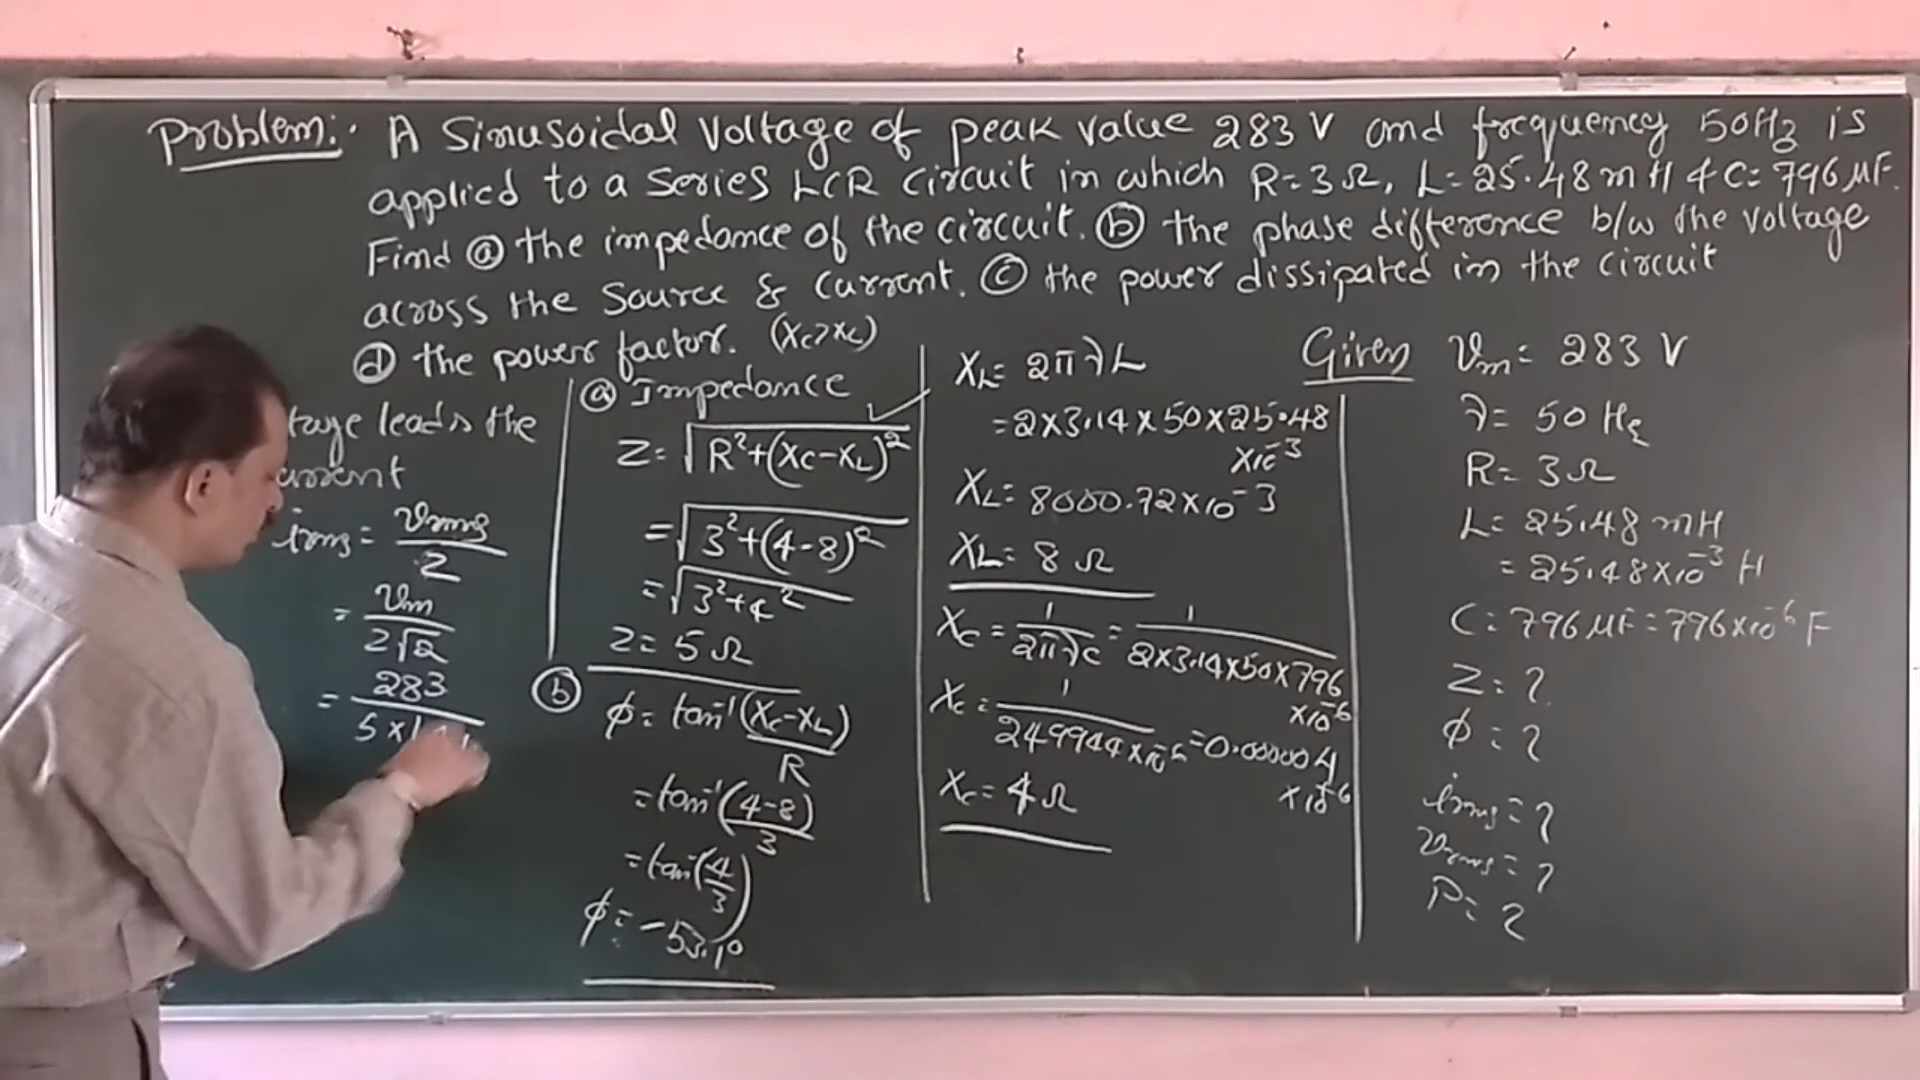 Problem:- A Sinusoidal Voltage of peak value 283 V and frequency 50Hz is
applied to a series LCR circuit in which R=3Ω, L=25.48 mH & C=796 μF.
Find ⓐ the impedance of the circuit. ⓑ the phase difference b/w the voltage
across the Source & current. ⓒ the power dissipated in the circuit
ⓓ the power factor. (Xc>XL)
tage leads the
urrent
irms = Vrms/Z
= Vm/Z√2
= 283/5×1
ⓐ Impedance
Z = √R²+(Xc-XL)²
= √3²+(4-8)²
= √3²+4²
Z = 5 Ω
ⓑ
φ = tan⁻¹(Xc-XL)/R
= tan⁻¹(4-8)/3
= tan⁻¹(4/3)
φ = -53.1°
XL = 2πνL
= 2×3.14×50×25.48
×10⁻³
XL = 8000.72×10⁻³
XL = 8 Ω
Xc = 1/2πνC = 1/2×3.14×50×796
×10⁻⁶
Xc = 1/249944×10⁻⁶ = 0.000004
×10⁻⁶
Xc = 4 Ω
Given Vm = 283 V
ν = 50 Hz
R = 3 Ω
L = 25.48 mH
= 25.48×10⁻³ H
C = 796 μF = 796×10⁻⁶ F
Z = ?
φ = ?
irms = ?
Vrms = ?
P = ?